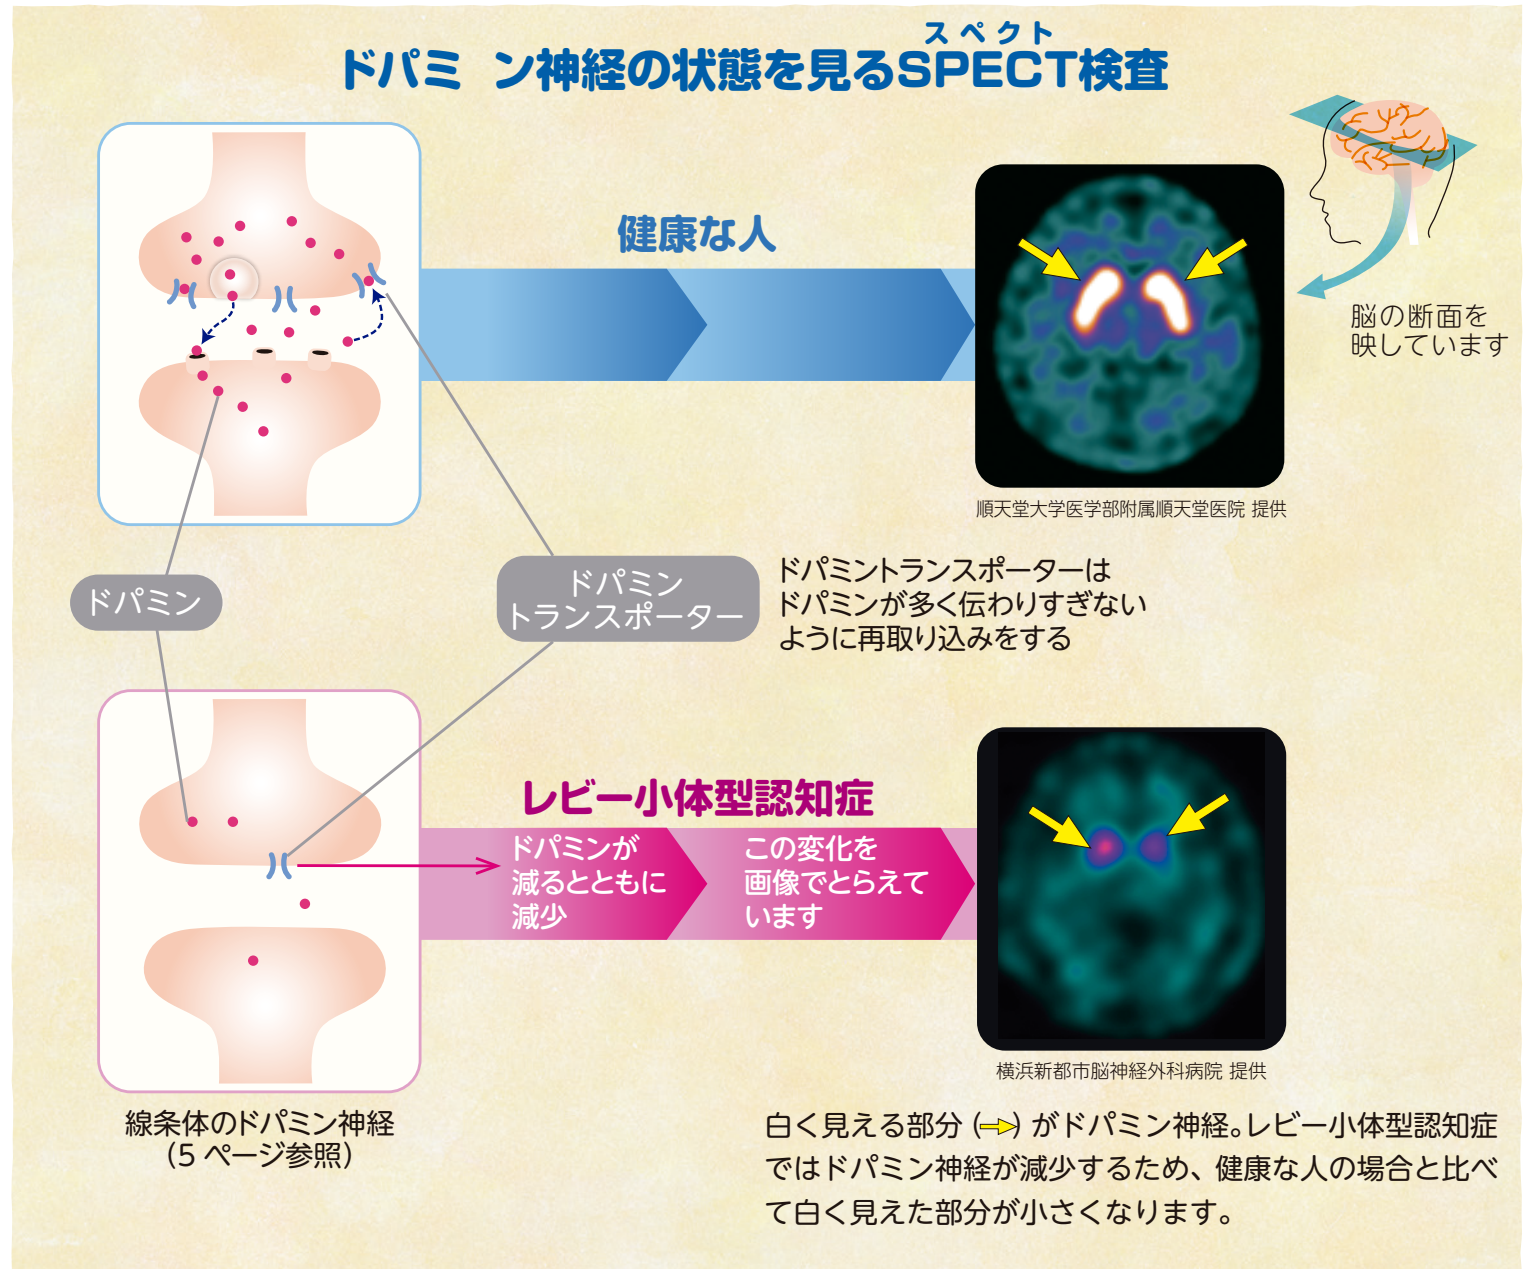 スペクト
ドパミン神経の状態を見るSPECT検査
健康な人
脳の断面を
映しています
順天堂大学医学部附属順天堂医院 提供
ドパミン
ドパミン
トランスポーター
ドパミントランスポーターは
ドパミンが多く伝わりすぎない
ように再取り込みをする
レビー小体型認知症
ドパミンが
減るとともに
減少
この変化を
画像でとらえて
います
横浜新都市脳神経外科病院 提供
線条体のドパミン神経
(5 ページ参照)
白く見える部分(⇨)がドパミン神経。レビー小体型認知症
ではドパミン神経が減少するため、健康な人の場合と比べ
て白く見えた部分が小さくなります。